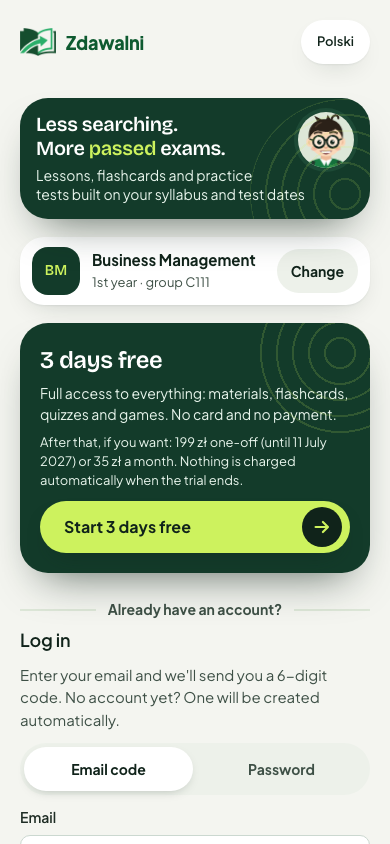 Zdawalni
Polski
Less searching.
More passed exams.
Lessons, flashcards and practice
tests built on your syllabus and test dates
BM
Business Management
1st year · group C111
Change
3 days free
Full access to everything: materials, flashcards,
quizzes and games. No card and no payment.
After that, if you want: 199 zł one-off (until 11 July
2027) or 35 zł a month. Nothing is charged
automatically when the trial ends.
Start 3 days free
Already have an account?
Log in
Enter your email and we'll send you a 6-digit
code. No account yet? One will be created
automatically.
Email code
Password
Email